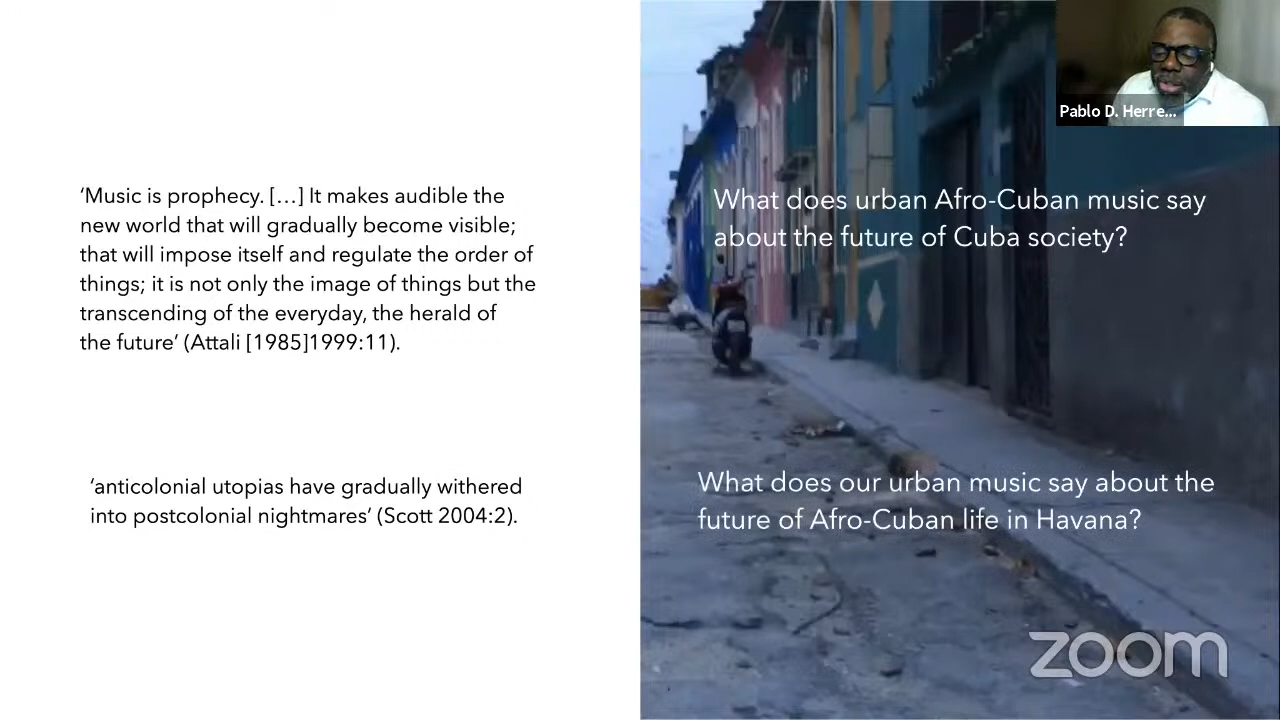 ‘Music is prophecy. […] It makes audible the
new world that will gradually become visible;
that will impose itself and regulate the order of
things; it is not only the image of things but the
transcending of the everyday, the herald of
the future’ (Attali [1985]1999:11).
‘anticolonial utopias have gradually withered
into postcolonial nightmares’ (Scott 2004:2).
What does urban Afro-Cuban music say
about the future of Cuba society?
What does our urban music say about the
future of Afro-Cuban life in Havana?
Pablo D. Herre...
zoom